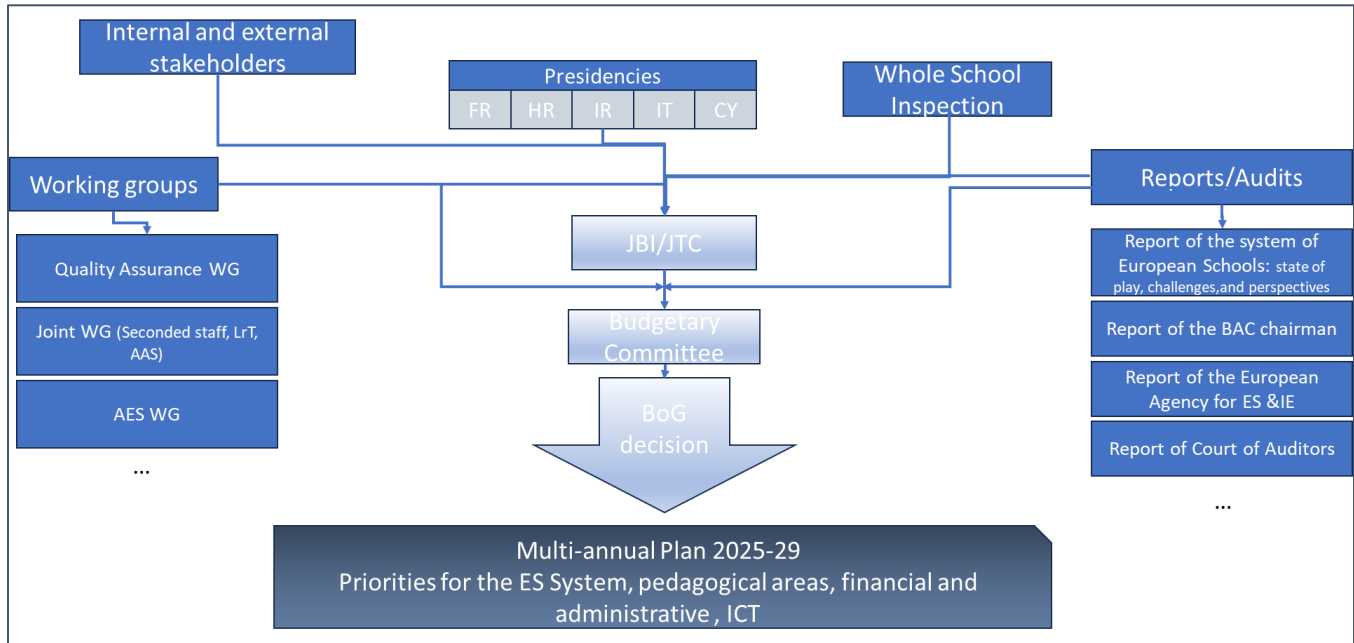 Internal and external
stakeholders
Presidencies
FR HR IR IT CY
Whole School
Inspection
Working groups
Quality Assurance WG
Joint WG (Seconded staff, LrT,
AAS)
AES WG
...
JBI/JTC
Budgetary
Committee
BoG
decision
Reports/Audits
Report of the system of
European Schools: state of
play, challenges,and perspectives
Report of the BAC chairman
Report of the European
Agency for ES &IE
Report of Court of Auditors
...
Multi-annual Plan 2025-29
Priorities for the ES System, pedagogical areas, financial and
administrative , ICT